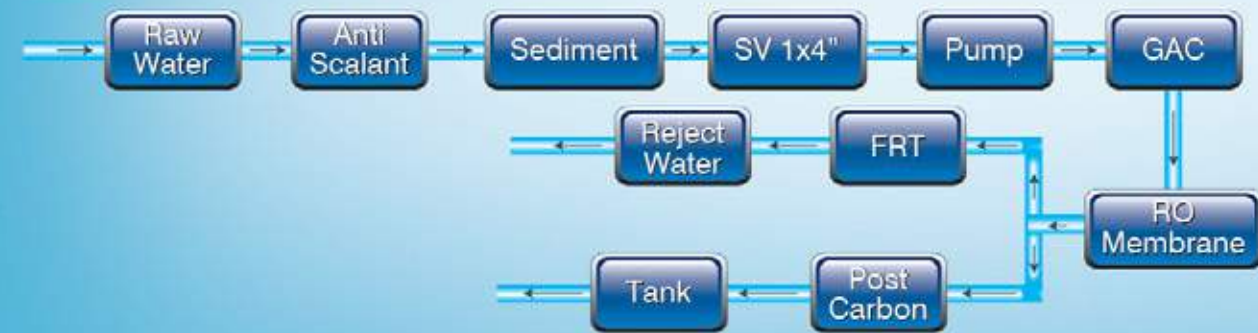 Raw
Water
Anti
Scalant
Sediment
SV 1x4"
Pump
GAC
Reject
Water
FRT
RO
Membrane
Tank
Post
Carbon